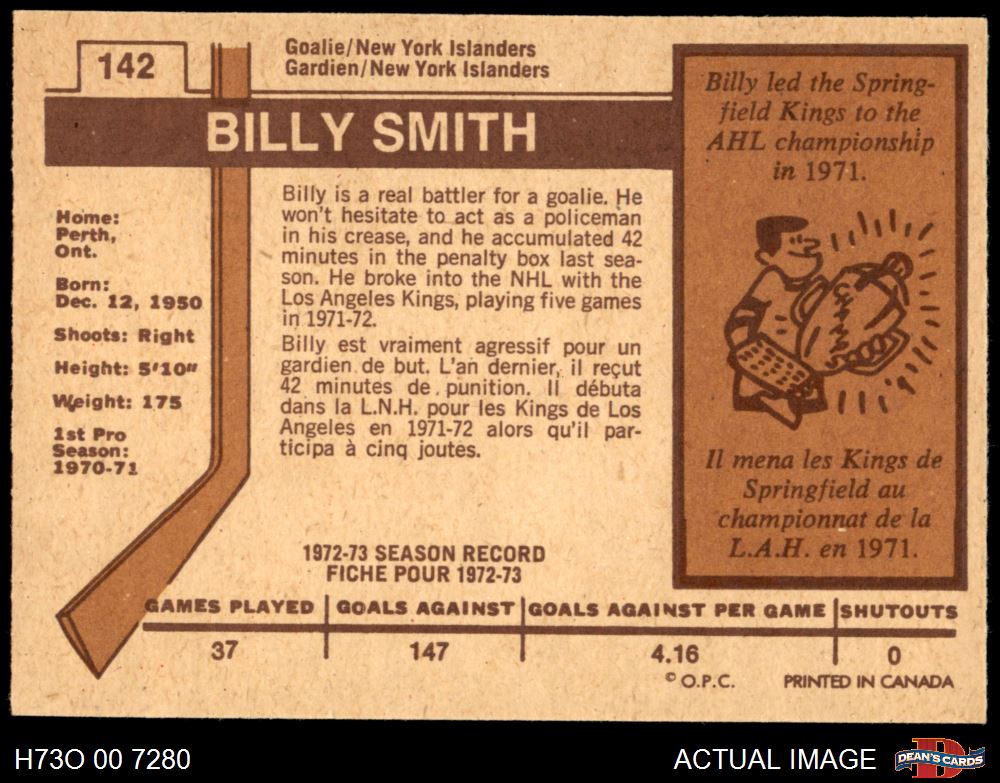 142
Goalie/New York Islanders
Gardien/New York Islanders
BILLY SMITH
Home:
Perth,
Ont.
Born:
Dec. 12, 1950
Shoots: Right
Height: 5'10"
Weight: 175
1st Pro
Season:
1970-71
Billy is a real battler for a goalie. He
won't hesitate to act as a policeman
in his crease, and he accumulated 42
minutes in the penalty box last sea-
son. He broke into the NHL with the
Los Angeles Kings, playing five games
in 1971-72.
Billy est vraiment agressif pour un
gardien de but. L'an dernier, il reçut
42 minutes de punition. Il débuta
dans la L.N.H. pour les Kings de Los
Angeles en 1971-72 alors qu'il par-
ticipa à cinq joutes.
Billy led the Spring-
field Kings to the
AHL championship
in 1971.
Il mena les Kings de
Springfield au
championnat de la
L.A.H. en 1971.
1972-73 SEASON RECORD
FICHE POUR 1972-73
GAMES PLAYED GOALS AGAINST GOALS AGAINST PER GAME SHUTOUTS
37 147 4.16 0
© O.P.C. PRINTED IN CANADA
H73O 00 7280
ACTUAL IMAGE
D
DEAN'S CARDS